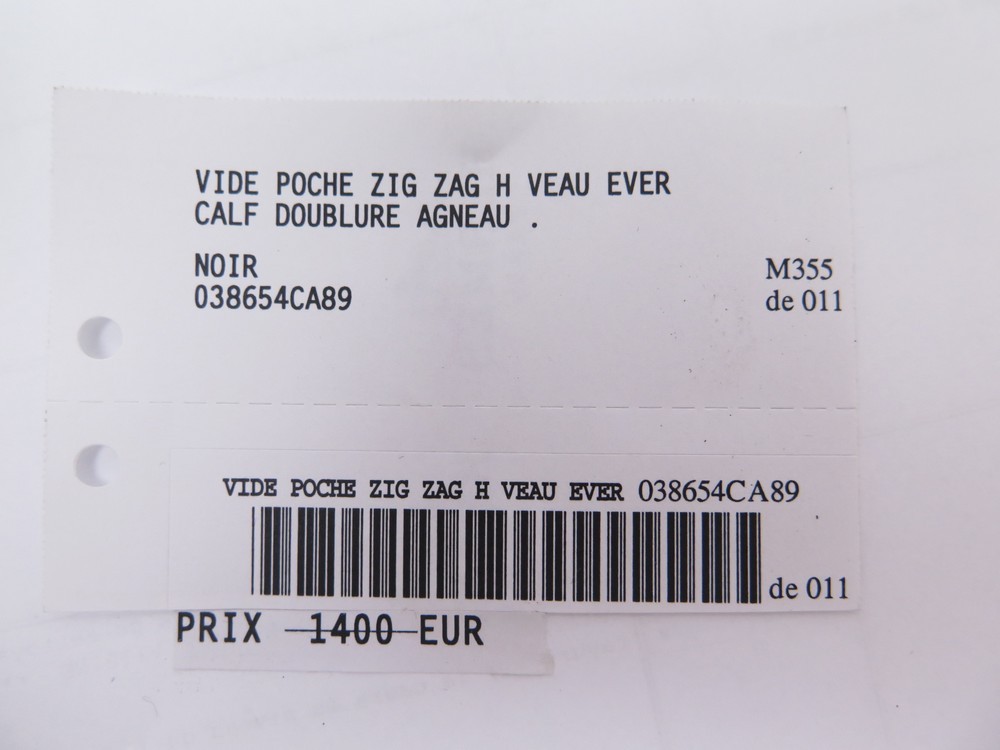 VIDE POCHE ZIG ZAG H VEAU EVER
CALF DOUBLURE AGNEAU .
NOIR
038654CA89
M355
de 011
VIDE POCHE ZIG ZAG H VEAU EVER 038654CA89
de 011
PRIX 1400 EUR